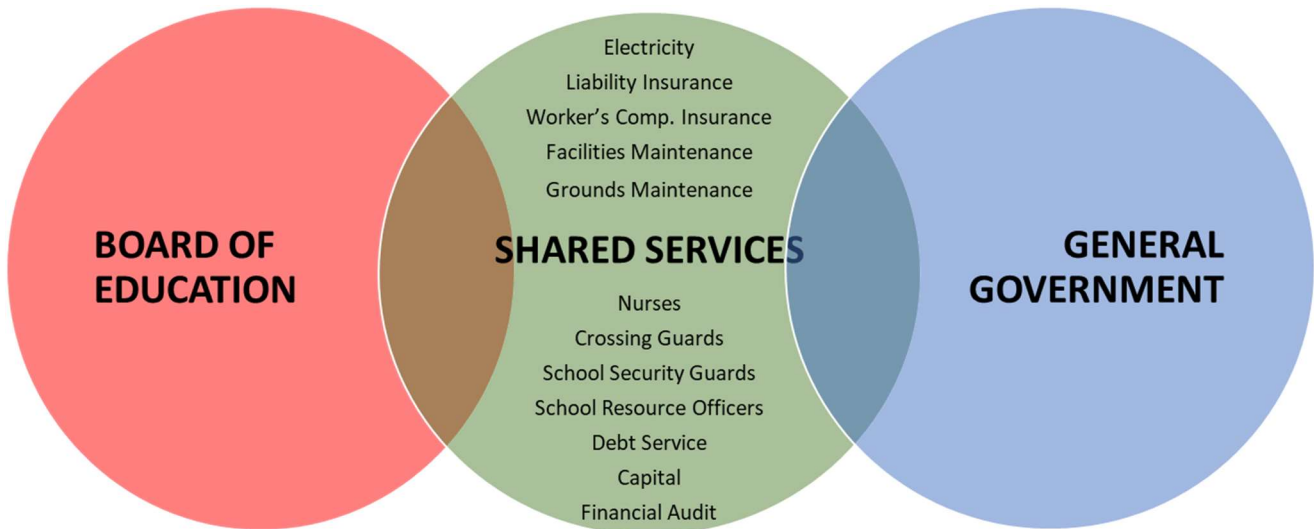 Electricity
Liability Insurance
Worker's Comp. Insurance
Facilities Maintenance
Grounds Maintenance
BOARD OF
EDUCATION
SHARED SERVICES
GENERAL
GOVERNMENT
Nurses
Crossing Guards
School Security Guards
School Resource Officers
Debt Service
Capital
Financial Audit